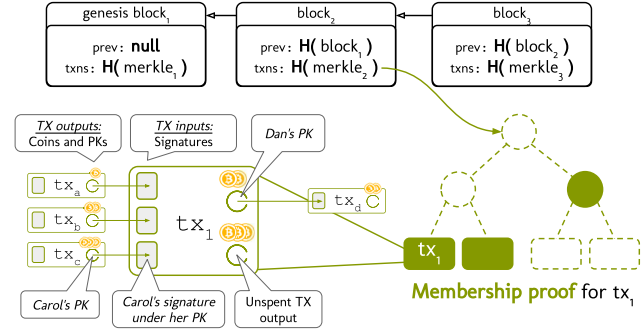 genesis block1
prev: null
txns: H( merkle1 )
block2
prev: H( block1 )
txns: H( merkle2 )
block3
prev: H( block2 )
txns: H( merkle3 )
TX outputs:
Coins and PKs
TX inputs:
Signatures
Dan's PK
txa
txb
txc
tx1
txd
Carol's PK
Carol's signature
under her PK
Unspent TX
output
tx1
Membership proof for tx1